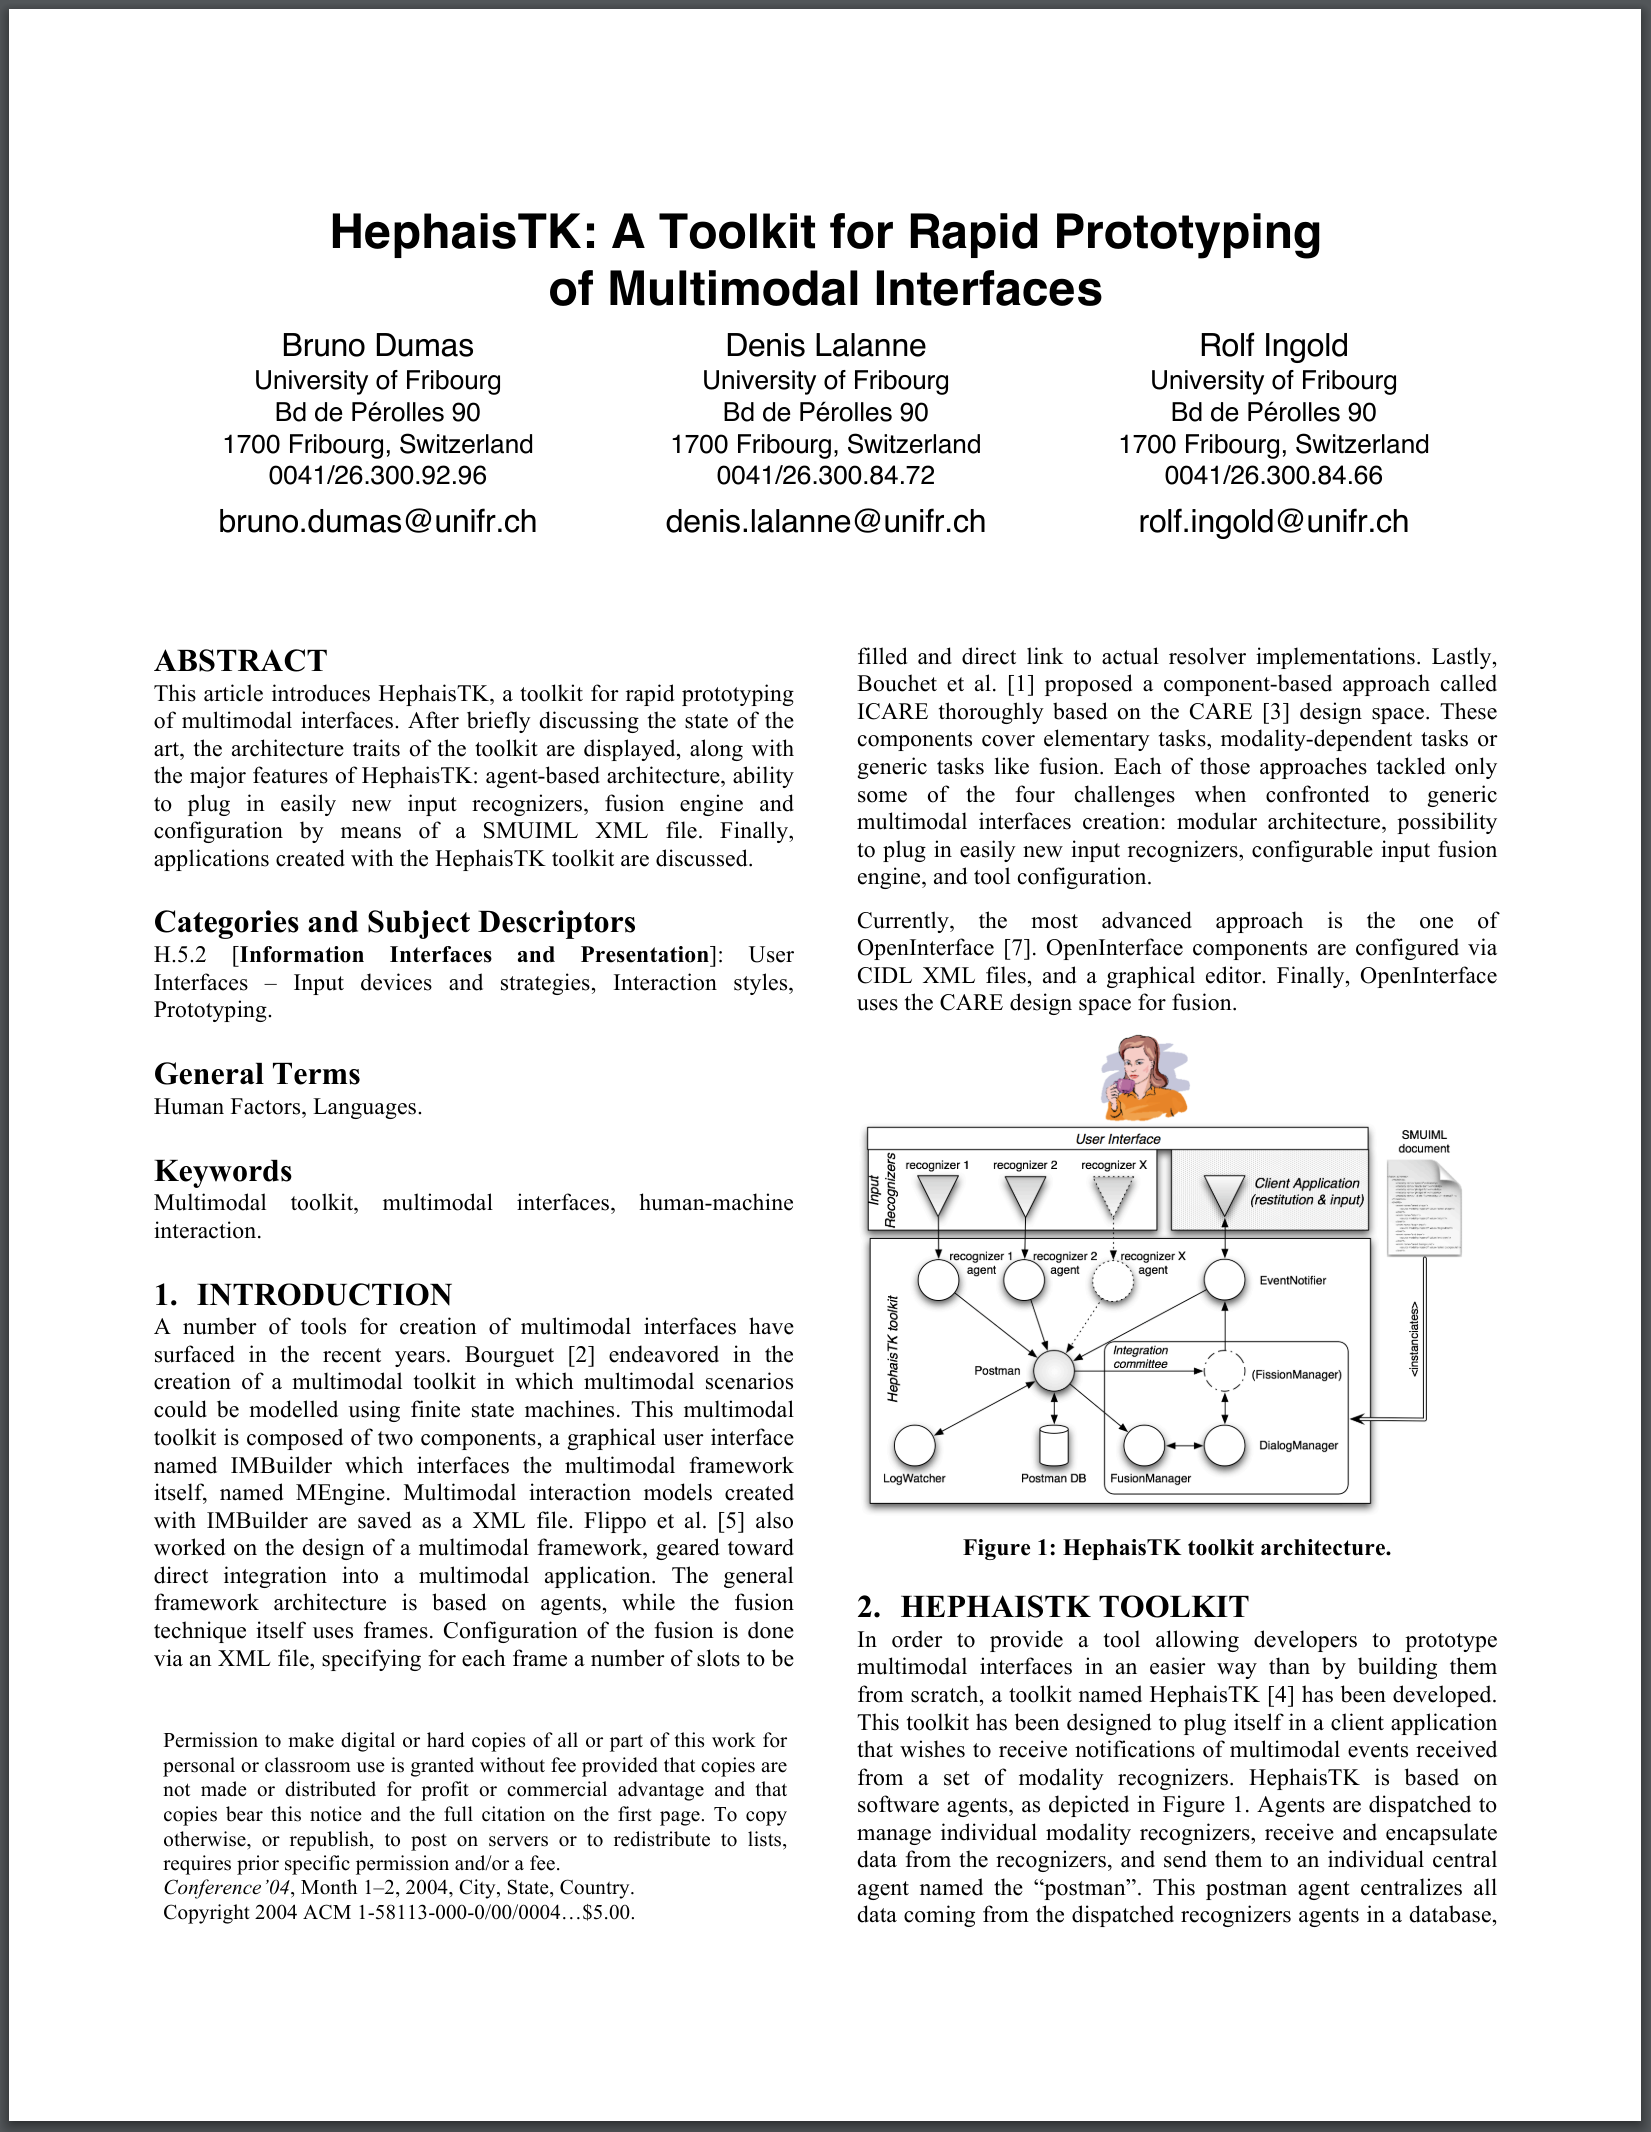 HephaisTK: A Toolkit for Rapid Prototyping
of Multimodal Interfaces
Bruno Dumas
University of Fribourg
Bd de Pérolles 90
1700 Fribourg, Switzerland
0041/26.300.92.96
bruno.dumas@unifr.ch
Denis Lalanne
University of Fribourg
Bd de Pérolles 90
1700 Fribourg, Switzerland
0041/26.300.84.72
denis.lalanne@unifr.ch
Rolf Ingold
University of Fribourg
Bd de Pérolles 90
1700 Fribourg, Switzerland
0041/26.300.84.66
rolf.ingold@unifr.ch
ABSTRACT
This article introduces HephaisTK, a toolkit for rapid prototyping
of multimodal interfaces. After briefly discussing the state of the
art, the architecture traits of the toolkit are displayed, along with
the major features of HephaisTK: agent-based architecture, ability
to plug in easily new input recognizers, fusion engine and
configuration by means of a SMUIML XML file. Finally,
applications created with the HephaisTK toolkit are discussed.
Categories and Subject Descriptors
H.5.2 [Information Interfaces and Presentation]: User
Interfaces – Input devices and strategies, Interaction styles,
Prototyping.
General Terms
Human Factors, Languages.
Keywords
Multimodal toolkit, multimodal interfaces, human-machine
interaction.
1. INTRODUCTION
A number of tools for creation of multimodal interfaces have
surfaced in the recent years. Bourguet [2] endeavored in the
creation of a multimodal toolkit in which multimodal scenarios
could be modelled using finite state machines. This multimodal
toolkit is composed of two components, a graphical user interface
named IMBuilder which interfaces the multimodal framework
itself, named MEngine. Multimodal interaction models created
with IMBuilder are saved as a XML file. Flippo et al. [5] also
worked on the design of a multimodal framework, geared toward
direct integration into a multimodal application. The general
framework architecture is based on agents, while the fusion
technique itself uses frames. Configuration of the fusion is done
via an XML file, specifying for each frame a number of slots to be
Permission to make digital or hard copies of all or part of this work for
personal or classroom use is granted without fee provided that copies are
not made or distributed for profit or commercial advantage and that
copies bear this notice and the full citation on the first page. To copy
otherwise, or republish, to post on servers or to redistribute to lists,
requires prior specific permission and/or a fee.
Conference'04, Month 1–2, 2004, City, State, Country.
Copyright 2004 ACM 1-58113-000-0/00/0004…$5.00.
filled and direct link to actual resolver implementations. Lastly,
Bouchet et al. [1] proposed a component-based approach called
ICARE thoroughly based on the CARE [3] design space. These
components cover elementary tasks, modality-dependent tasks or
generic tasks like fusion. Each of those approaches tackled only
some of the four challenges when confronted to generic
multimodal interfaces creation: modular architecture, possibility
to plug in easily new input recognizers, configurable input fusion
engine, and tool configuration.
Currently, the most advanced approach is the one of
OpenInterface [7]. OpenInterface components are configured via
CIDL XML files, and a graphical editor. Finally, OpenInterface
uses the CARE design space for fusion.
User Interface
SMUIML
document
Input
Recognizers
recognizer 1
recognizer 2
recognizer X
Client Application
(restitution & input)
HephaisTK toolkit
recognizer 1
agent
recognizer 2
agent
recognizer X
agent
EventNotifier
<instanciates>
Integration
committee
Postman
(FissionManager)
DialogManager
LogWatcher
Postman DB
FusionManager
Figure 1: HephaisTK toolkit architecture.
2. HEPHAISTK TOOLKIT
In order to provide a tool allowing developers to prototype
multimodal interfaces in an easier way than by building them
from scratch, a toolkit named HephaisTK [4] has been developed.
This toolkit has been designed to plug itself in a client application
that wishes to receive notifications of multimodal events received
from a set of modality recognizers. HephaisTK is based on
software agents, as depicted in Figure 1. Agents are dispatched to
manage individual modality recognizers, receive and encapsulate
data from the recognizers, and send them to an individual central
agent named the “postman”. This postman agent centralizes all
data coming from the dispatched recognizers agents in a database,